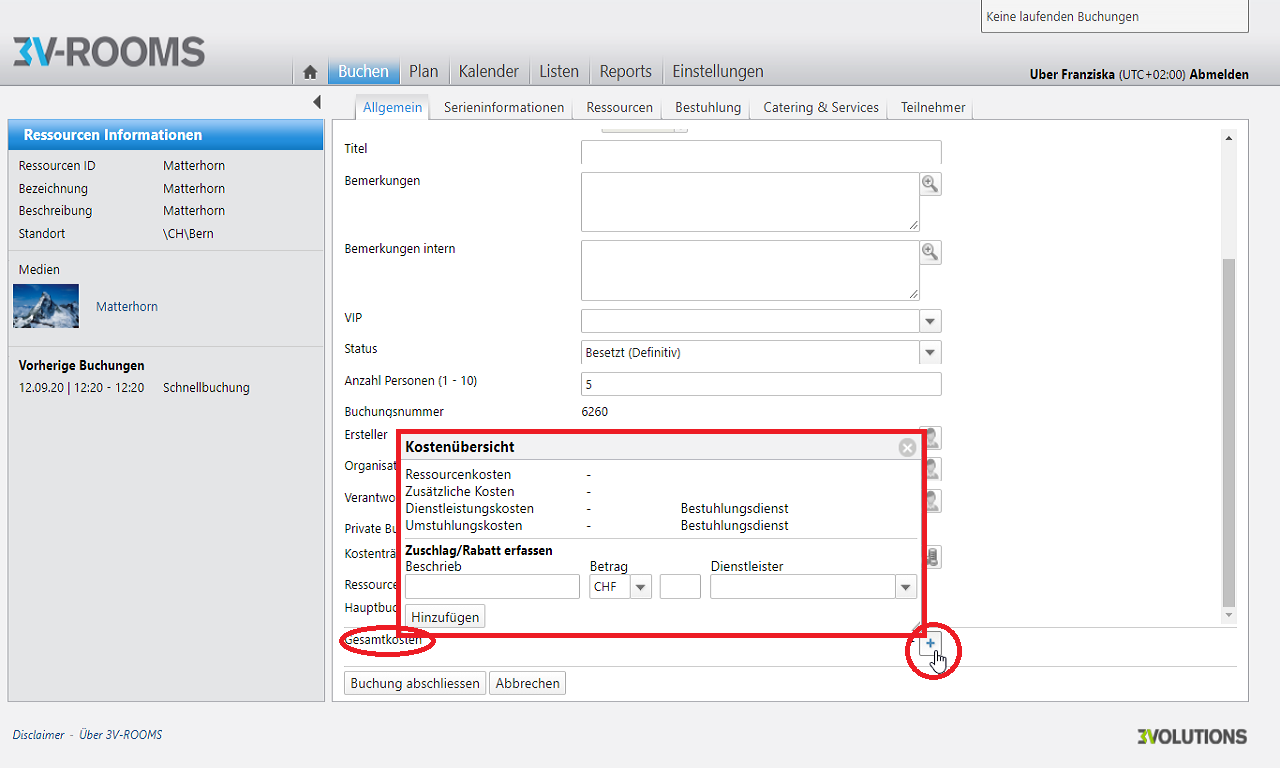 Keine laufenden Buchungen
3V-ROOMS
Buchen Plan Kalender Listen Reports Einstellungen
Uber Franziska (UTC+02:00) Abmelden
Allgemein Serieninformationen Ressourcen Bestuhlung Catering & Services Teilnehmer
Ressourcen Informationen
Ressourcen ID Matterhorn
Bezeichnung Matterhorn
Beschreibung Matterhorn
Standort \CH\Bern
Medien
Matterhorn
Vorherige Buchungen
12.09.20 | 12:20 - 12:20 Schnellbuchung
Titel
Bemerkungen
Bemerkungen intern
VIP
Status Besetzt (Definitiv)
Anzahl Personen (1 - 10) 5
Buchungsnummer 6260
Ersteller
Organisat
Verantwo
Private Bu
Kostenträ
Ressource
Hauptbuc
Kostenübersicht
Ressourcenkosten -
Zusätzliche Kosten -
Dienstleistungskosten - Bestuhlungsdienst
Umstuhlungskosten - Bestuhlungsdienst
Zuschlag/Rabatt erfassen
Beschrieb Betrag Dienstleister
CHF
Hinzufügen
Gesamtkosten -
Buchung abschliessen Abbrechen
Disclaimer - Über 3V-ROOMS
3VOLUTIONS